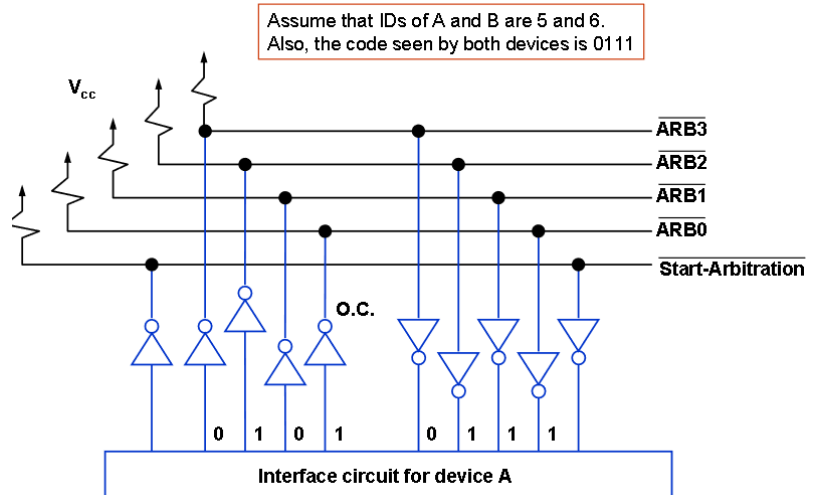 Assume that IDs of A and B are 5 and 6.
Also, the code seen by both devices is 0111
Vcc
ARB3
ARB2
ARB1
ARB0
Start-Arbitration
O.C.
0 1 0 1 0 1 1 1
Interface circuit for device A